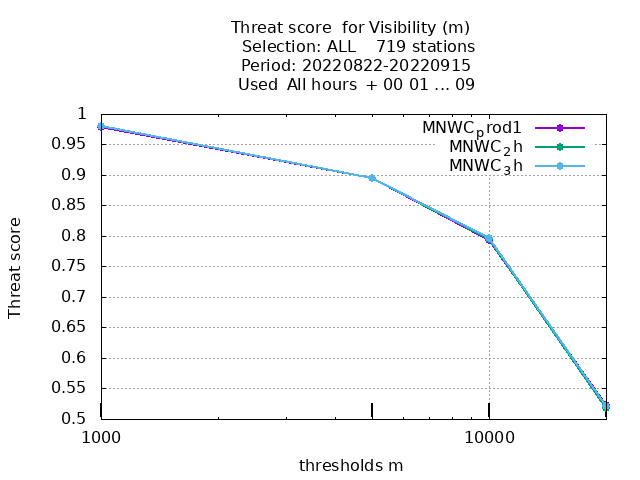 Threat score for Visibility (m)
Selection: ALL 719 stations
Period: 20220822-20220915
Used All hours + 00 01 ... 09
Threat score
1
0.95
0.9
0.85
0.8
0.75
0.7
0.65
0.6
0.55
0.5
MNWCprod1
MNWC2h
MNWC3h
1000 10000
thresholds m